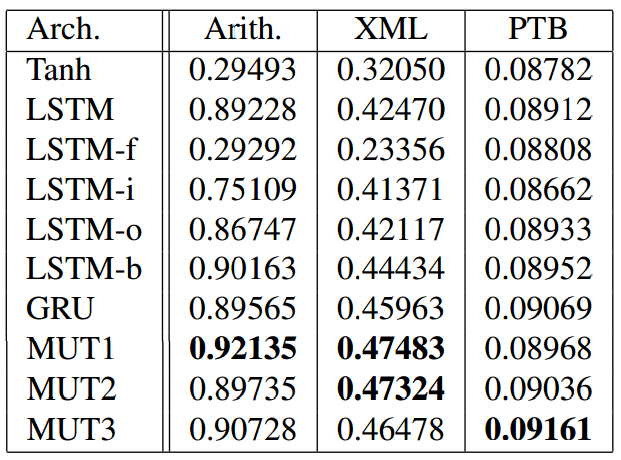 Arch. Arith. XML PTB
Tanh 0.29493 0.32050 0.08782
LSTM 0.89228 0.42470 0.08912
LSTM-f 0.29292 0.23356 0.08808
LSTM-i 0.75109 0.41371 0.08662
LSTM-o 0.86747 0.42117 0.08933
LSTM-b 0.90163 0.44434 0.08952
GRU 0.89565 0.45963 0.09069
MUT1 0.92135 0.47483 0.08968
MUT2 0.89735 0.47324 0.09036
MUT3 0.90728 0.46478 0.09161